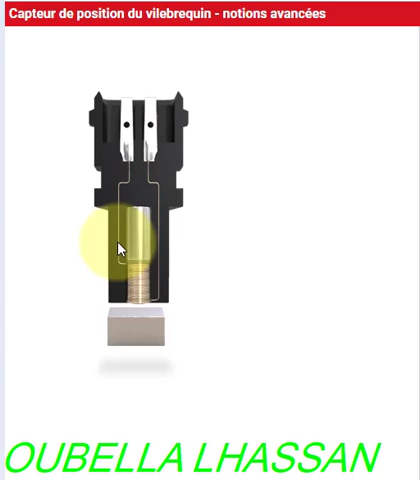 Capteur de position du vilebrequin - notions avancées
OUBELLA LHASSAN